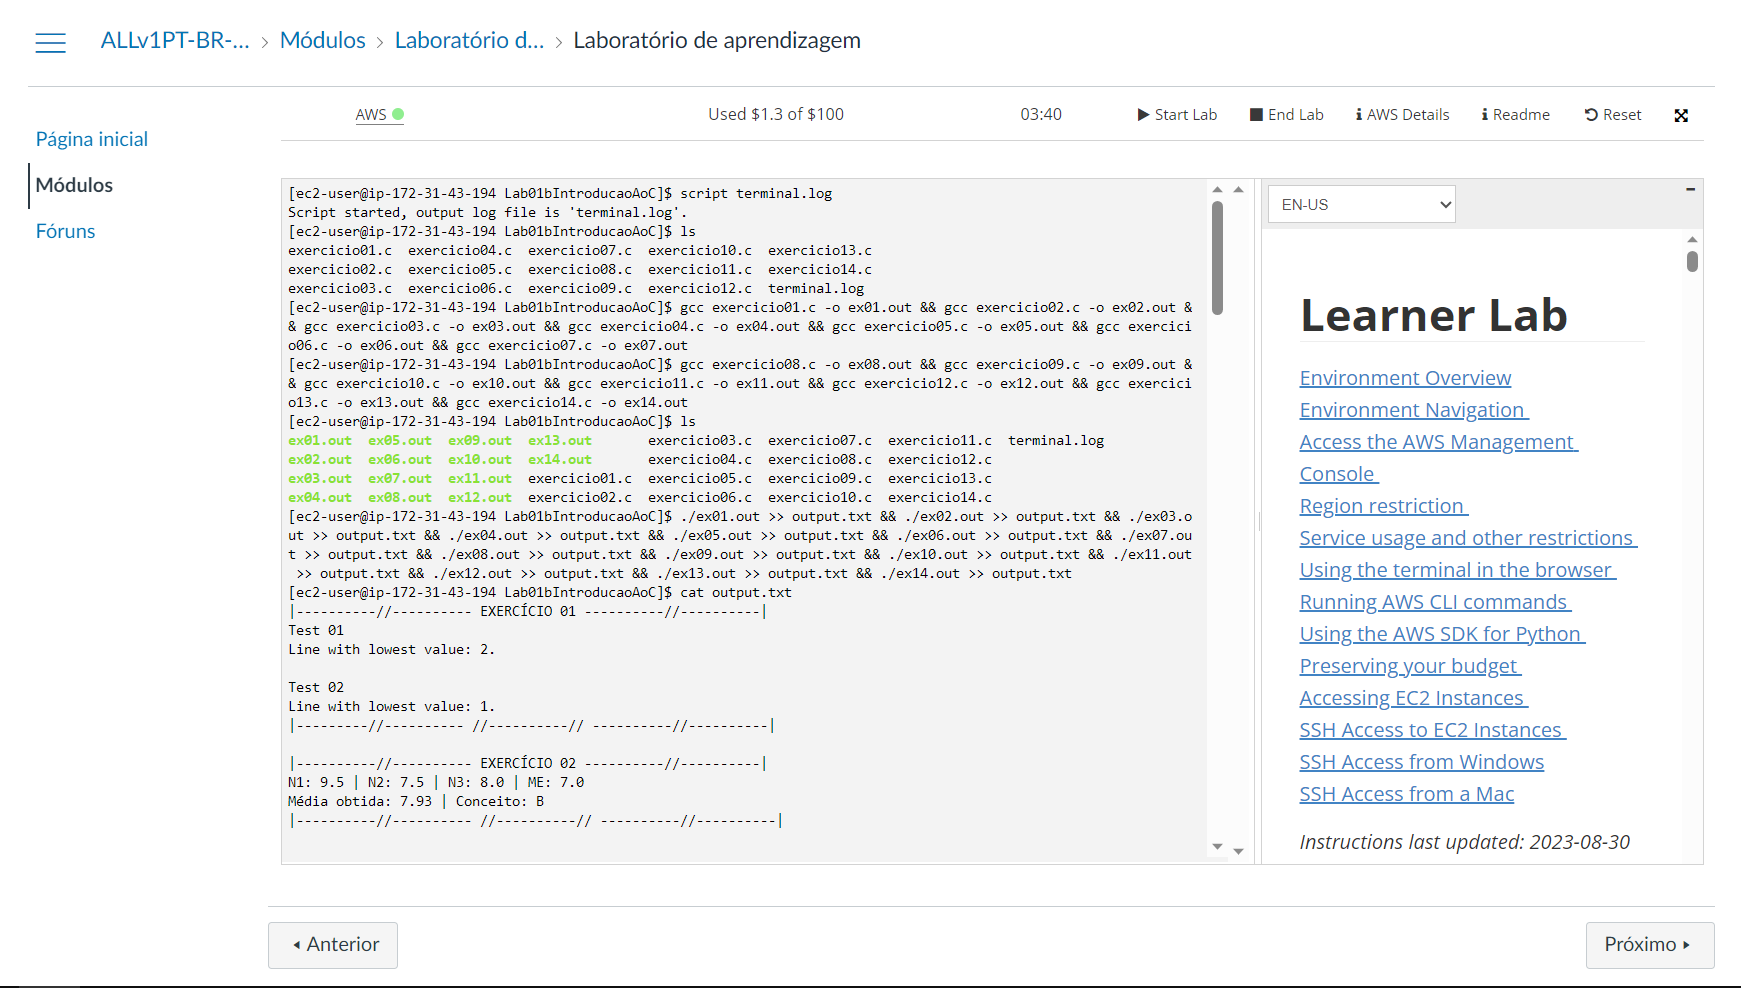 ALLv1PT-BR-... > Módulos > Laboratório d... > Laboratório de aprendizagem
Página inicial
Módulos
Fóruns
AWS
Used $1.3 of $100
03:40
Start Lab
End Lab
AWS Details
Readme
Reset
[ec2-user@ip-172-31-43-194 Lab01bIntroducaoAoC]$ script terminal.log
Script started, output log file is 'terminal.log'.
[ec2-user@ip-172-31-43-194 Lab01bIntroducaoAoC]$ ls
exercicio01.c  exercicio04.c  exercicio07.c  exercicio10.c  exercicio13.c
exercicio02.c  exercicio05.c  exercicio08.c  exercicio11.c  exercicio14.c
exercicio03.c  exercicio06.c  exercicio09.c  exercicio12.c  terminal.log
[ec2-user@ip-172-31-43-194 Lab01bIntroducaoAoC]$ gcc exercicio01.c -o ex01.out && gcc exercicio02.c -o ex02.out &
& gcc exercicio03.c -o ex03.out && gcc exercicio04.c -o ex04.out && gcc exercicio05.c -o ex05.out && gcc exercici
o06.c -o ex06.out && gcc exercicio07.c -o ex07.out
[ec2-user@ip-172-31-43-194 Lab01bIntroducaoAoC]$ gcc exercicio08.c -o ex08.out && gcc exercicio09.c -o ex09.out &
& gcc exercicio10.c -o ex10.out && gcc exercicio11.c -o ex11.out && gcc exercicio12.c -o ex12.out && gcc exercici
o13.c -o ex13.out && gcc exercicio14.c -o ex14.out
[ec2-user@ip-172-31-43-194 Lab01bIntroducaoAoC]$ ls
ex01.out  ex05.out  ex09.out  ex13.out       exercicio03.c  exercicio07.c  exercicio11.c  terminal.log
ex02.out  ex06.out  ex10.out  ex14.out       exercicio04.c  exercicio08.c  exercicio12.c
ex03.out  ex07.out  ex11.out  exercicio01.c  exercicio05.c  exercicio09.c  exercicio13.c
ex04.out  ex08.out  ex12.out  exercicio02.c  exercicio06.c  exercicio10.c  exercicio14.c
[ec2-user@ip-172-31-43-194 Lab01bIntroducaoAoC]$ ./ex01.out >> output.txt && ./ex02.out >> output.txt && ./ex03.o
ut >> output.txt && ./ex04.out >> output.txt && ./ex05.out >> output.txt && ./ex06.out >> output.txt && ./ex07.ou
t >> output.txt && ./ex08.out >> output.txt && ./ex09.out >> output.txt && ./ex10.out >> output.txt && ./ex11.out
 >> output.txt && ./ex12.out >> output.txt && ./ex13.out >> output.txt && ./ex14.out >> output.txt
[ec2-user@ip-172-31-43-194 Lab01bIntroducaoAoC]$ cat output.txt
|----------//---------- EXERCÍCIO 01 ----------//----------|
Test 01
Line with lowest value: 2.
Test 02
Line with lowest value: 1.
|---------//---------- //----------// ----------//----------|
|----------//---------- EXERCÍCIO 02 ----------//----------|
N1: 9.5 | N2: 7.5 | N3: 8.0 | ME: 7.0
Média obtida: 7.93 | Conceito: B
|----------//---------- //----------// ----------//----------|
EN-US
Learner Lab
Environment Overview
Environment Navigation
Access the AWS Management
Console
Region restriction
Service usage and other restrictions
Using the terminal in the browser
Running AWS CLI commands
Using the AWS SDK for Python
Preserving your budget
Accessing EC2 Instances
SSH Access to EC2 Instances
SSH Access from Windows
SSH Access from a Mac
Instructions last updated: 2023-08-30
Anterior
Próximo